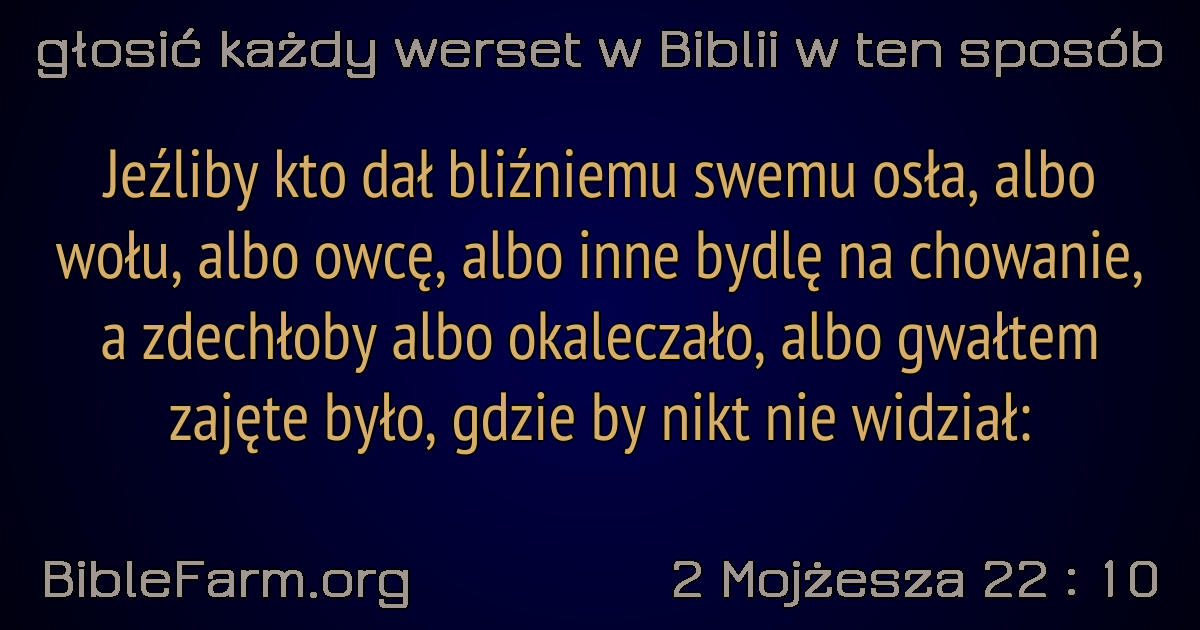 głosić każdy werset w Biblii w ten sposób
Jeźliby kto dał bliźniemu swemu osła, albo
wołu, albo owcę, albo inne bydlę na chowanie,
a zdechłoby albo okaleczało, albo gwałtem
zajęte było, gdzie by nikt nie widział:
BibleFarm.org
2 Mojżesza 22 : 10